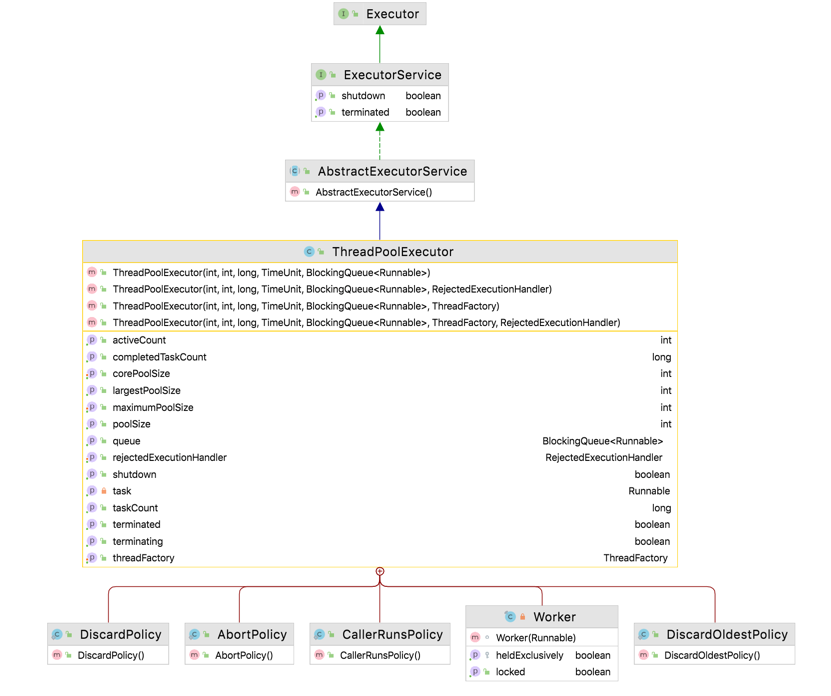 Executor
ExecutorService
shutdown boolean
terminated boolean
AbstractExecutorService
AbstractExecutorService()
ThreadPoolExecutor
ThreadPoolExecutor(int, int, long, TimeUnit, BlockingQueue<Runnable>)
ThreadPoolExecutor(int, int, long, TimeUnit, BlockingQueue<Runnable>, RejectedExecutionHandler)
ThreadPoolExecutor(int, int, long, TimeUnit, BlockingQueue<Runnable>, ThreadFactory)
ThreadPoolExecutor(int, int, long, TimeUnit, BlockingQueue<Runnable>, ThreadFactory, RejectedExecutionHandler)
activeCount int
completedTaskCount long
corePoolSize int
largestPoolSize int
maximumPoolSize int
poolSize int
queue BlockingQueue<Runnable>
rejectedExecutionHandler RejectedExecutionHandler
shutdown boolean
task Runnable
taskCount long
terminated boolean
terminating boolean
threadFactory ThreadFactory
DiscardPolicy
DiscardPolicy()
AbortPolicy
AbortPolicy()
CallerRunsPolicy
CallerRunsPolicy()
Worker
Worker(Runnable)
heldExclusively boolean
locked boolean
DiscardOldestPolicy
DiscardOldestPolicy()